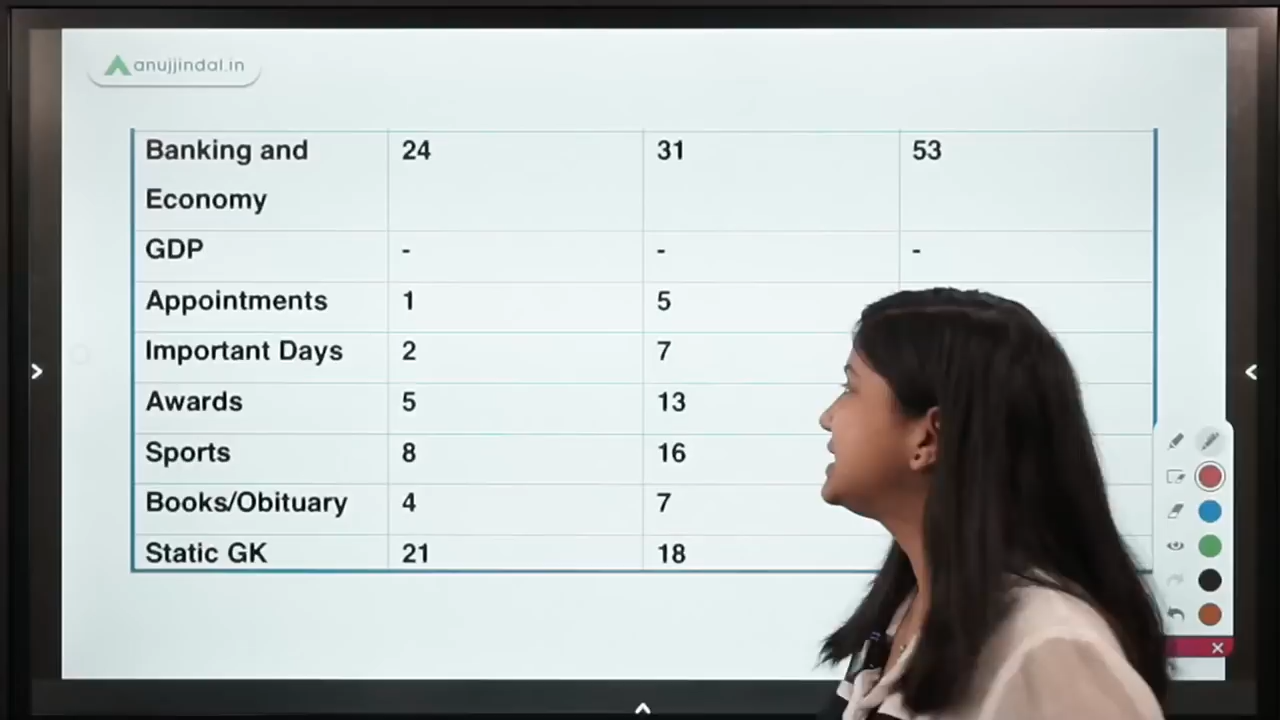 anujjindal.in
Banking and 24 31 53
Economy
GDP - - -
Appointments 1 5
Important Days 2 7
Awards 5 13
Sports 8 16
Books/Obituary 4 7
Static GK 21 18